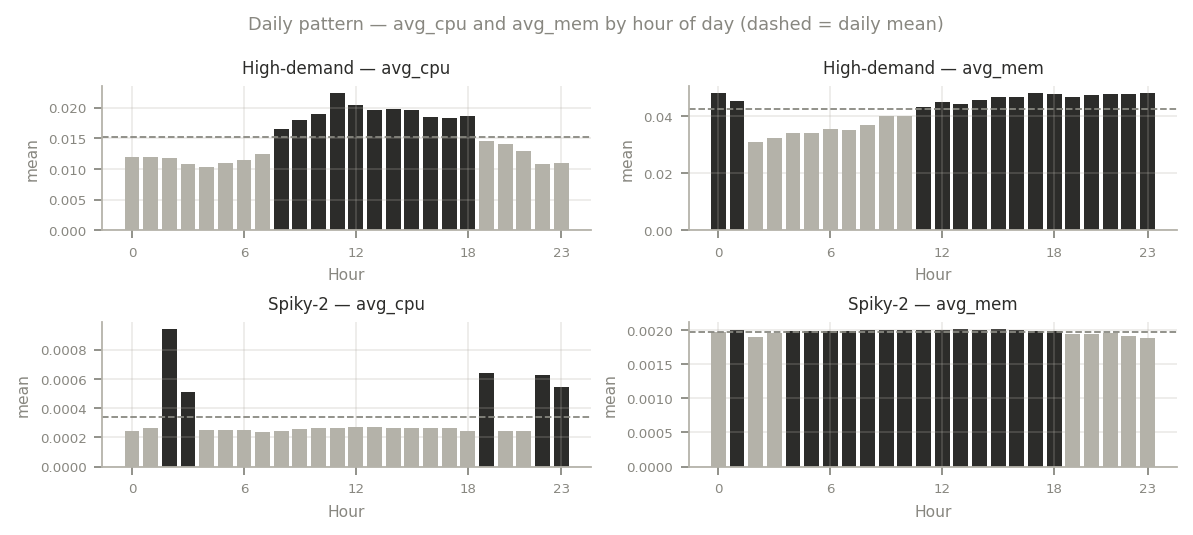 Daily pattern — avg_cpu and avg_mem by hour of day (dashed = daily mean)
High-demand — avg_cpu
mean
0.020
0.015
0.010
0.005
0.000
0 6 12 18 23
Hour
High-demand — avg_mem
mean
0.04
0.02
0.00
0 6 12 18 23
Hour
Spiky-2 — avg_cpu
mean
0.0008
0.0006
0.0004
0.0002
0.0000
0 6 12 18 23
Hour
Spiky-2 — avg_mem
mean
0.0020
0.0015
0.0010
0.0005
0.0000
0 6 12 18 23
Hour